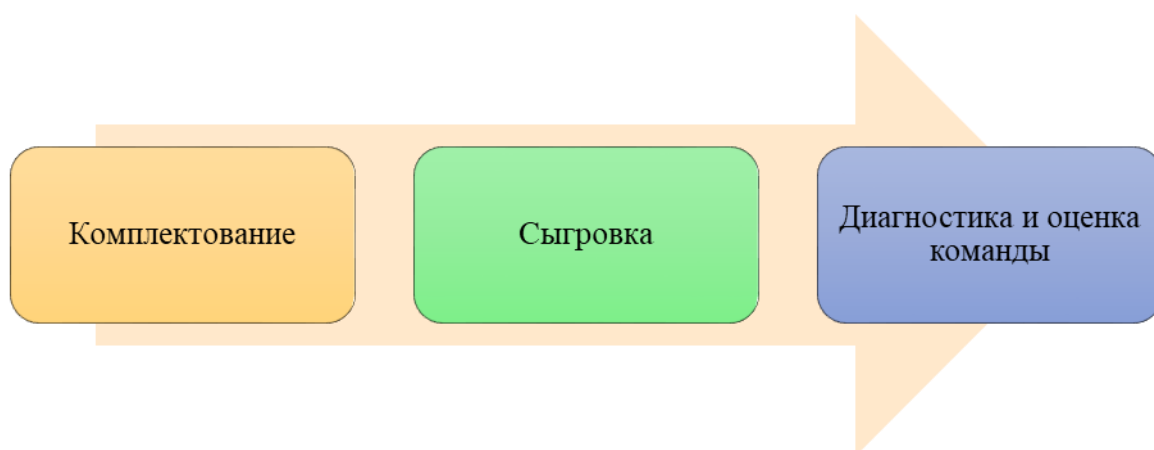 Комплектование
Сыгровка
Диагностика и оценка
команды